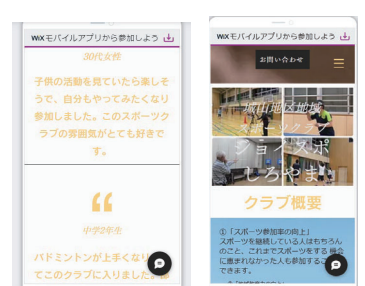 WiXモバイルアプリから参加しよう
30代女性
子供の活動を見ていたら楽しそ
うで、自分もやってみたくなり
参加しました。このスポーツク
ラブの雰囲気がとても好きで
す。
“
中学2年生
バドミントンが上手くなり
てこのクラブに入りました。
WiXモバイルアプリから参加しよう
お問い合わせ
城山地区地域
スポーツクラブ
ジョイスポ
しろやま
クラブ概要
①「スポーツ参加率の向上」
スポーツを継続している人はもちろん
のこと、これまでスポーツをする 機会
に恵まれなかった人も参加する
できます。